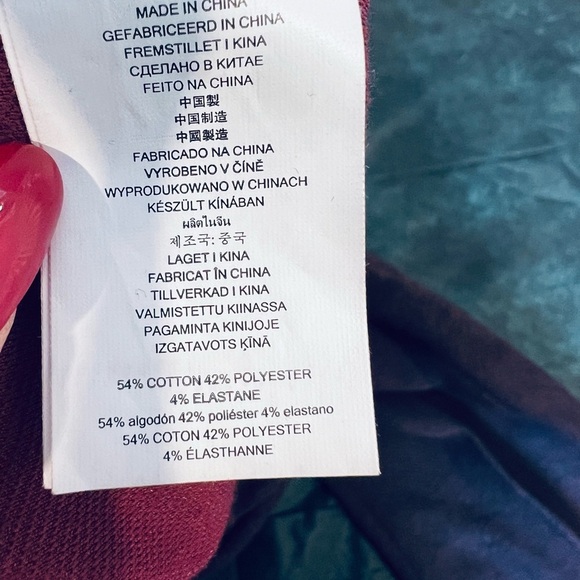 MADE IN CHINA
GEFABRICEERD IN CHINA
FREMSTILLET I KINA
СДЕЛАНО В КИТАЕ
FEITO NA CHINA
中国製
中国制造
中國製造
FABRICADO NA CHINA
VYROBENO V ČÍNĚ
WYPRODUKOWANO W CHINACH
KÉSZÜLT KÍNÁBAN
ผลิตในจีน
제조국: 중국
LAGET I KINA
FABRICAT ÎN CHINA
TILLVERKAD I KINA
VALMISTETTU KIINASSA
PAGAMINTA KINIJOJE
IZGATAVOTS ĶĪNĀ
54% COTTON 42% POLYESTER
4% ELASTANE
54% algodón 42% poliéster 4% elastano
54% COTON 42% POLYESTER
4% ÉLASTHANNE